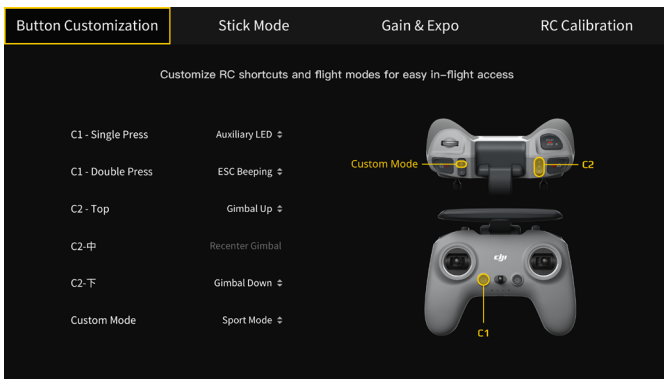 Button Customization Stick Mode Gain & Expo RC Calibration
Customize RC shortcuts and flight modes for easy in-flight access
C1 - Single Press Auxiliary LED
C1 - Double Press ESC Beeping
C2 - Top Gimbal Up
C2-中 Recenter Gimbal
C2-下 Gimbal Down
Custom Mode Sport Mode
Custom Mode
C2
dji
C1